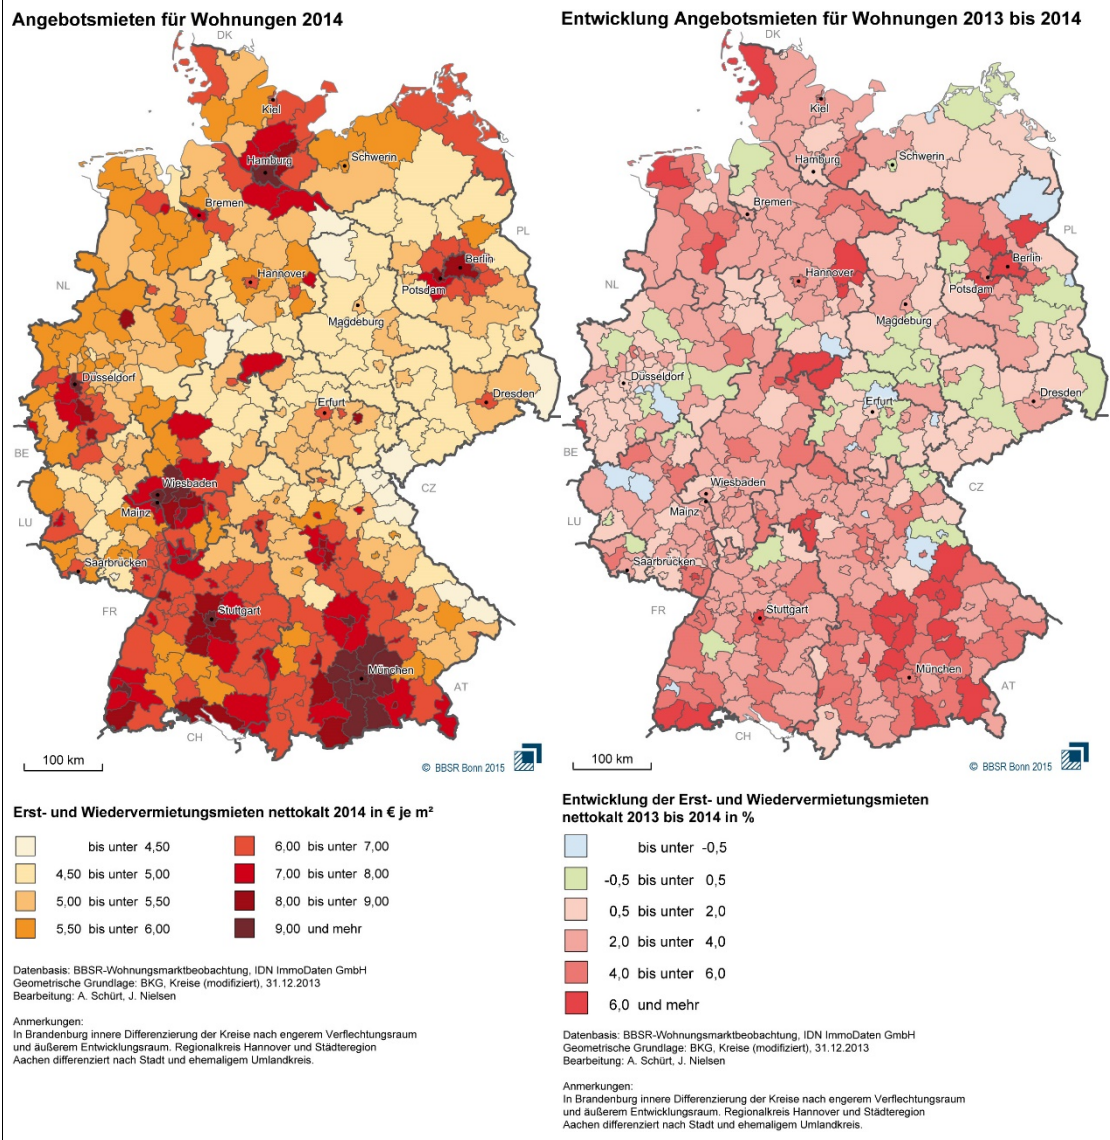 Angebotsmieten für Wohnungen 2014
DK
Kiel
Hamburg
Schwerin
Bremen
PL
Berlin
Hannover
Potsdam
NL
Magdeburg
Düsseldorf
Dresden
Erfurt
BE
Wiesbaden
CZ
Mainz
LU
Saarbrücken
FR
Stuttgart
München
AT
CH
100 km
© BBSR Bonn 2015
Erst- und Wiedervermietungsmieten nettokalt 2014 in € je m²
bis unter 4,50
4,50 bis unter 5,00
5,00 bis unter 5,50
5,50 bis unter 6,00
6,00 bis unter 7,00
7,00 bis unter 8,00
8,00 bis unter 9,00
9,00 und mehr
Datenbasis: BBSR-Wohnungsmarktbeobachtung, IDN ImmoDaten GmbH
Geometrische Grundlage: BKG, Kreise (modifiziert), 31.12.2013
Bearbeitung: A. Schürt, J. Nielsen
Anmerkungen:
In Brandenburg innere Differenzierung der Kreise nach engerem Verflechtungsraum
und äußerem Entwicklungsraum. Regionalkreis Hannover und Städteregion
Aachen differenziert nach Stadt und ehemaligem Umlandkreis.
Entwicklung Angebotsmieten für Wohnungen 2013 bis 2014
DK
Kiel
Hamburg
Schwerin
Bremen
PL
Berlin
Hannover
Potsdam
NL
Magdeburg
Düsseldorf
Dresden
Erfurt
BE
Wiesbaden
CZ
Mainz
LU
Saarbrücken
FR
Stuttgart
München
AT
CH
100 km
© BBSR Bonn 2015
Entwicklung der Erst- und Wiedervermietungsmieten
nettokalt 2013 bis 2014 in %
bis unter -0,5
-0,5 bis unter 0,5
0,5 bis unter 2,0
2,0 bis unter 4,0
4,0 bis unter 6,0
6,0 und mehr
Datenbasis: BBSR-Wohnungsmarktbeobachtung, IDN ImmoDaten GmbH
Geometrische Grundlage: BKG, Kreise (modifiziert), 31.12.2013
Bearbeitung: A. Schürt, J. Nielsen
Anmerkungen:
In Brandenburg innere Differenzierung der Kreise nach engerem Verflechtungsraum
und äußerem Entwicklungsraum. Regionalkreis Hannover und Städteregion
Aachen differenziert nach Stadt und ehemaligem Umlandkreis.